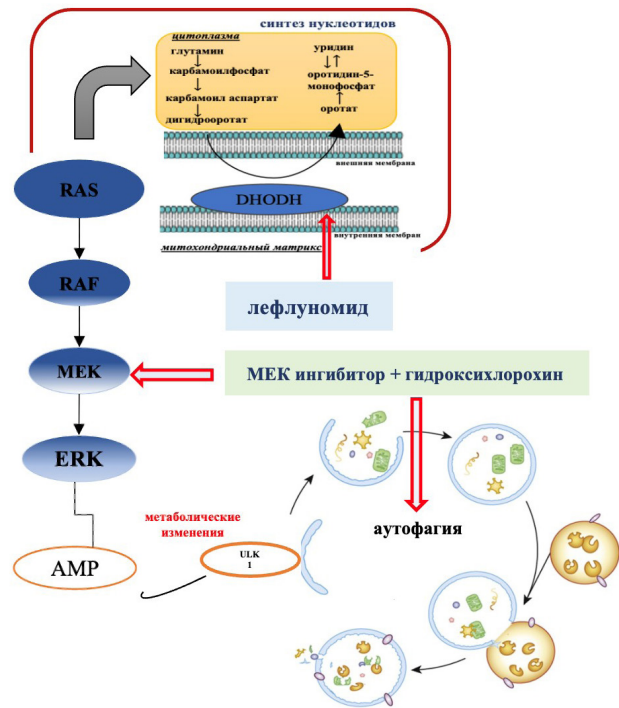 синтез нуклеотидов
цитоплазма
глутамин
карбамоилфосфат
карбамоил аспартат
дигидрооротат
уридин
оротидин-5-
монофосфат
оротат
внешняя мембрана
RAS
DHODH
внутренняя мембран
митохондриальный матрикс
RAF
лефлуномид
MEK
МЕК ингибитор + гидроксихлорохин
ERK
метаболические
изменения
аутофагия
ULK
1
AMP